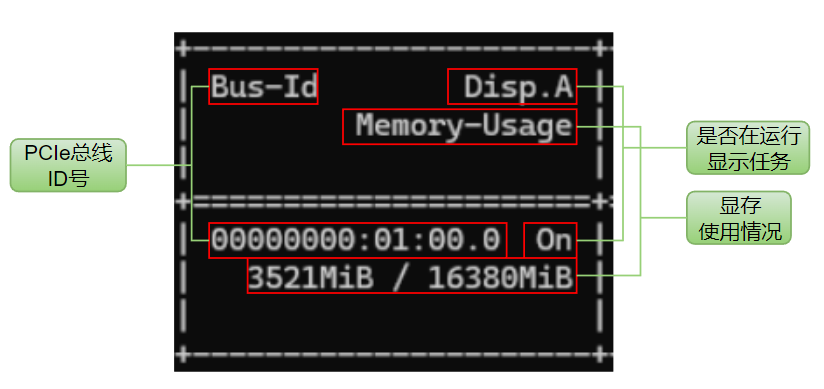 Bus-Id Disp.A
Memory-Usage
PCIe总线
ID号
是否在运行
显示任务
显存
使用情况
00000000:01:00.0 On
3521MiB / 16380MiB